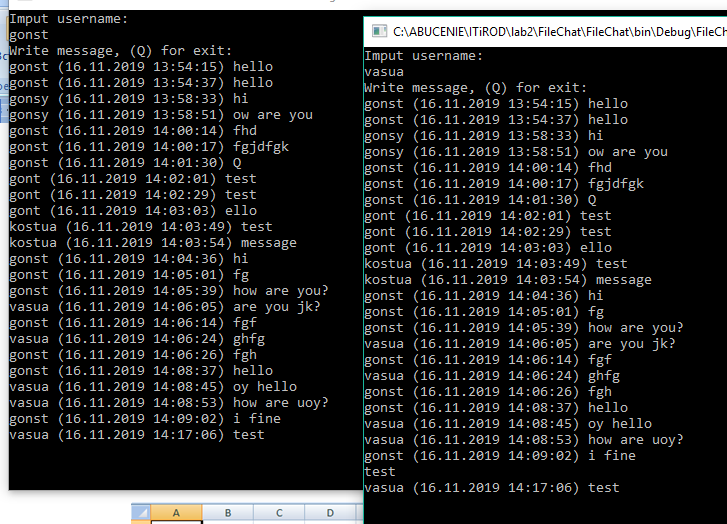 Imput username:
gonst
Write message, (Q) for exit:
gonst (16.11.2019 13:54:15) hello
gonst (16.11.2019 13:54:37) hello
gonsy (16.11.2019 13:58:33) hi
gonsy (16.11.2019 13:58:51) ow are you
gonst (16.11.2019 14:00:14) fhd
gonst (16.11.2019 14:00:17) fgjdfgk
gonst (16.11.2019 14:01:30) Q
gont (16.11.2019 14:02:01) test
gont (16.11.2019 14:02:29) test
gont (16.11.2019 14:03:03) ello
kostua (16.11.2019 14:03:49) test
kostua (16.11.2019 14:03:54) message
gonst (16.11.2019 14:04:36) hi
gonst (16.11.2019 14:05:01) fg
gonst (16.11.2019 14:05:39) how are you?
vasua (16.11.2019 14:06:05) are you jk?
gonst (16.11.2019 14:06:14) fgf
vasua (16.11.2019 14:06:24) ghfg
gonst (16.11.2019 14:06:26) fgh
gonst (16.11.2019 14:08:37) hello
vasua (16.11.2019 14:08:45) oy hello
vasua (16.11.2019 14:08:53) how are uoy?
gonst (16.11.2019 14:09:02) i fine
vasua (16.11.2019 14:17:06) test
C:\ABUCENIE\ITiROD\lab2\FileChat\FileChat\bin\Debug\FileCh
Imput username:
vasua
Write message, (Q) for exit:
gonst (16.11.2019 13:54:15) hello
gonst (16.11.2019 13:54:37) hello
gonsy (16.11.2019 13:58:33) hi
gonsy (16.11.2019 13:58:51) ow are you
gonst (16.11.2019 14:00:14) fhd
gonst (16.11.2019 14:00:17) fgjdfgk
gonst (16.11.2019 14:01:30) Q
gont (16.11.2019 14:02:01) test
gont (16.11.2019 14:02:29) test
gont (16.11.2019 14:03:03) ello
kostua (16.11.2019 14:03:49) test
kostua (16.11.2019 14:03:54) message
gonst (16.11.2019 14:04:36) hi
gonst (16.11.2019 14:05:01) fg
gonst (16.11.2019 14:05:39) how are you?
vasua (16.11.2019 14:06:05) are you jk?
gonst (16.11.2019 14:06:14) fgf
vasua (16.11.2019 14:06:24) ghfg
gonst (16.11.2019 14:06:26) fgh
gonst (16.11.2019 14:08:37) hello
vasua (16.11.2019 14:08:45) oy hello
vasua (16.11.2019 14:08:53) how are uoy?
gonst (16.11.2019 14:09:02) i fine
test
vasua (16.11.2019 14:17:06) test
A B C D